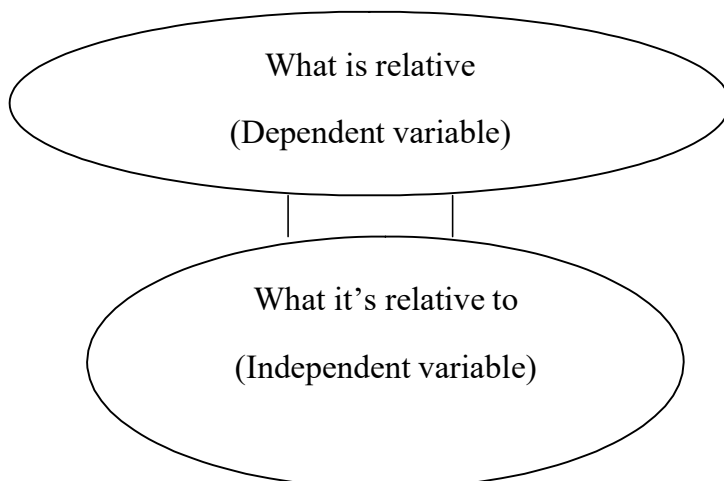 What is relative
(Dependent variable)
What it’s relative to
(Independent variable)